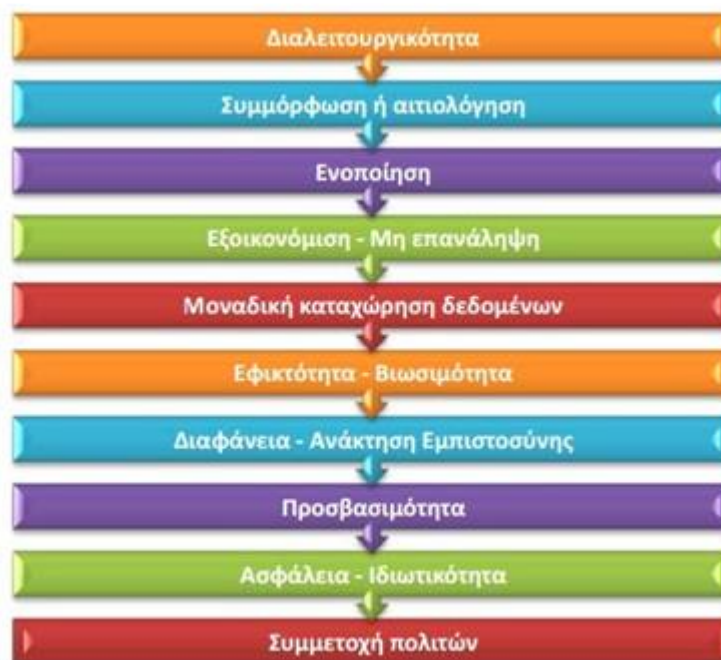 Διαλειτουργικότητα
Συμμόρφωση ή αιτιολόγηση
Ενοποίηση
Εξοικονόμιση - Μη επανάληψη
Μοναδική καταχώρηση δεδομένων
Εφικτότητα - Βιωσιμότητα
Διαφάνεια - Ανάκτηση Εμπιστοσύνης
Προσβασιμότητα
Ασφάλεια - Ιδιωτικότητα
Συμμετοχή πολιτών